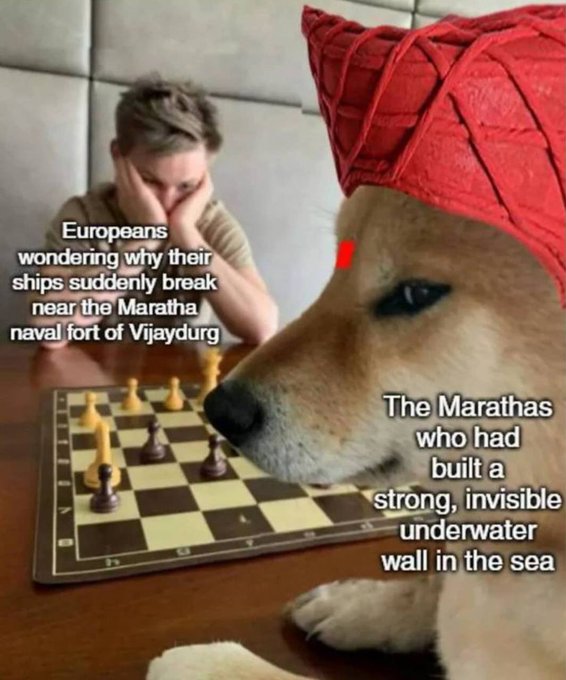 Europeans
wondering why their
ships suddenly break
near the Maratha
naval fort of Vijaydurg
The Marathas
who had
built a
strong, invisible
underwater
wall in the sea